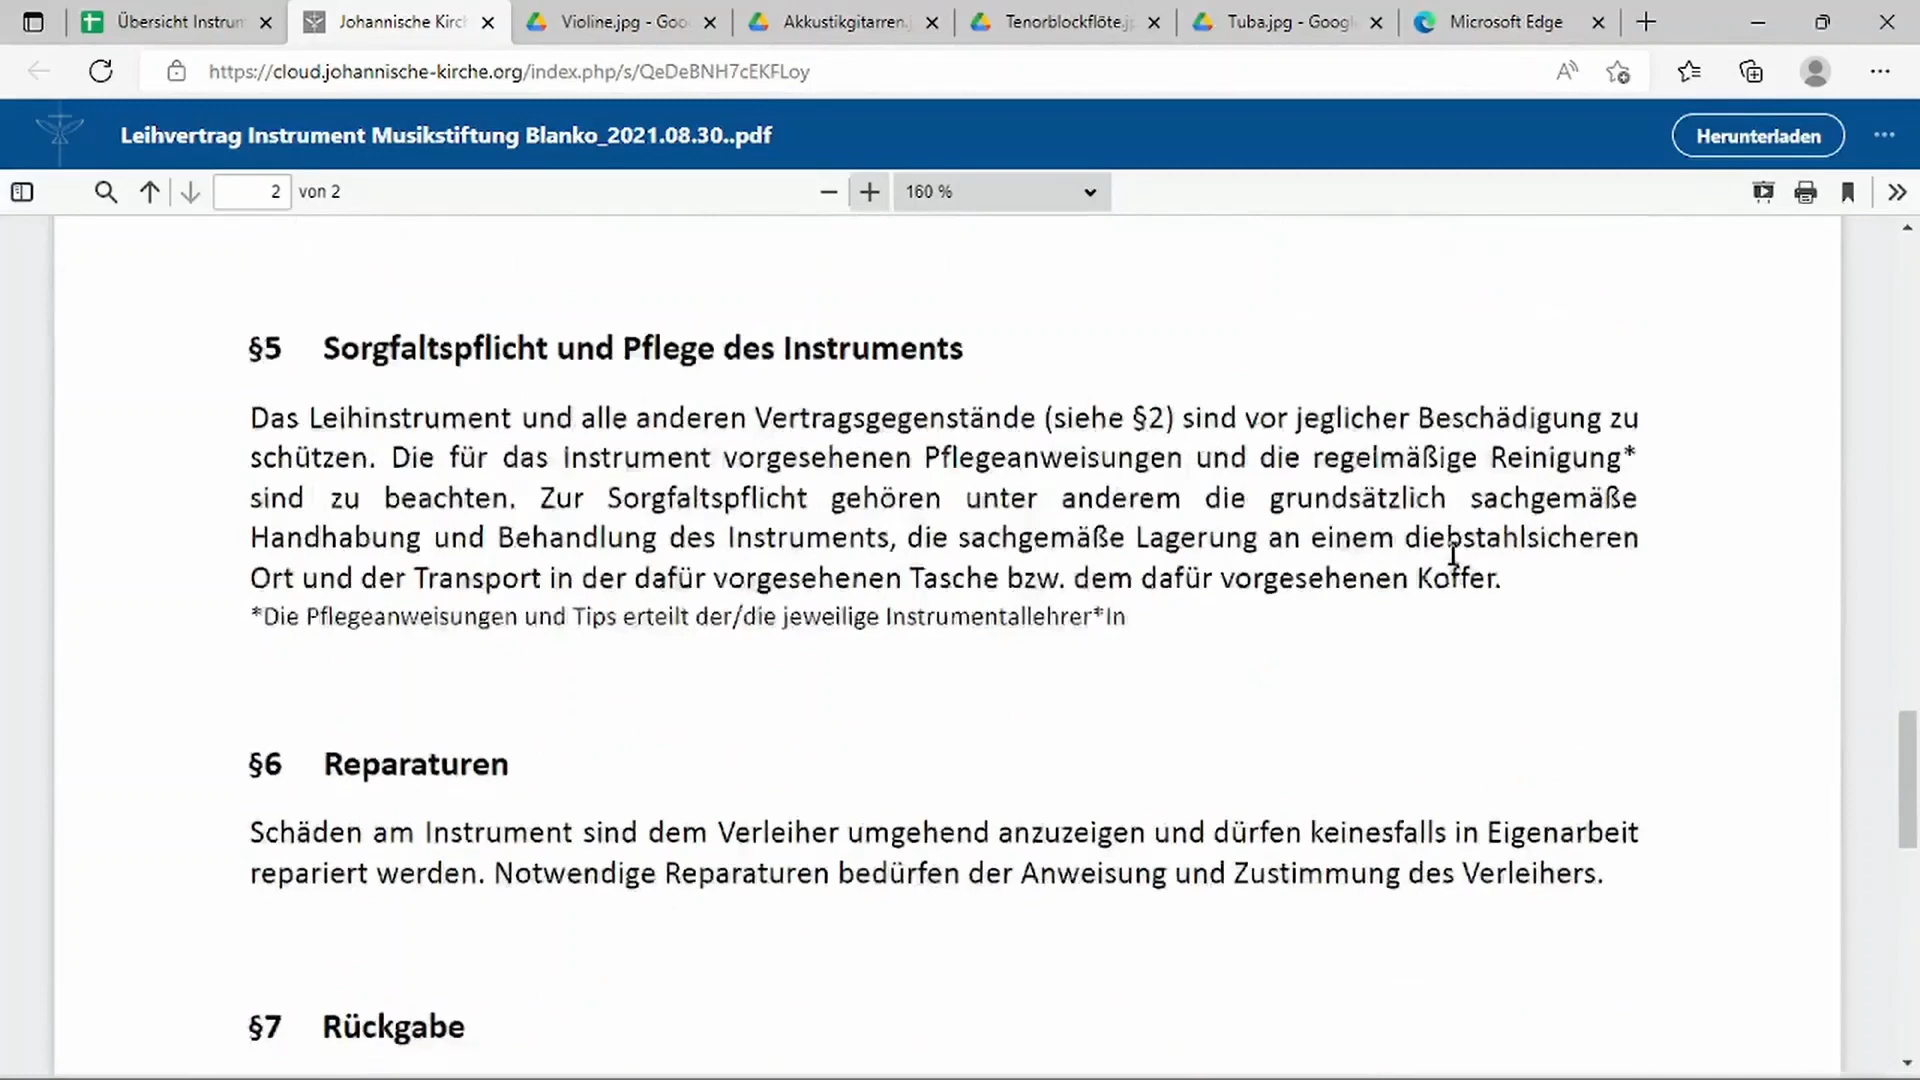 Übersicht Instrum
Johannische Kirch
Violine.jpg - Goo
Akkustikgitarren.j
Tenorblockflöte.jp
Tuba.jpg - Google
Microsoft Edge
https://cloud.johannische-kirche.org/index.php/s/QeDeBNH7cEKFLoy
Leihvertrag Instrument Musikstiftung Blanko_2021.08.30..pdf
Herunterladen
2 von 2
160 %
§5 Sorgfaltspflicht und Pflege des Instruments
Das Leihinstrument und alle anderen Vertragsgegenstände (siehe §2) sind vor jeglicher Beschädigung zu
schützen. Die für das Instrument vorgesehenen Pflegeanweisungen und die regelmäßige Reinigung*
sind zu beachten. Zur Sorgfaltspflicht gehören unter anderem die grundsätzlich sachgemäße
Handhabung und Behandlung des Instruments, die sachgemäße Lagerung an einem diebstahlsicheren
Ort und der Transport in der dafür vorgesehenen Tasche bzw. dem dafür vorgesehenen Koffer.
*Die Pflegeanweisungen und Tips erteilt der/die jeweilige Instrumentallehrer*In
§6 Reparaturen
Schäden am Instrument sind dem Verleiher umgehend anzuzeigen und dürfen keinesfalls in Eigenarbeit
repariert werden. Notwendige Reparaturen bedürfen der Anweisung und Zustimmung des Verleihers.
§7 Rückgabe